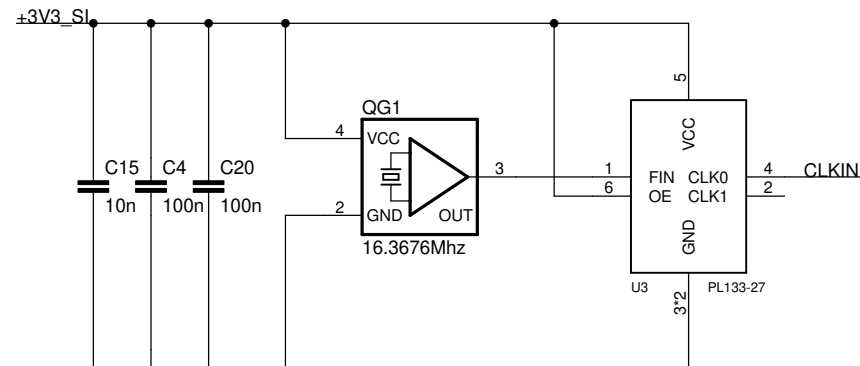 +3V3_SI
QG1
4
VCC
2
GND
OUT
3
16.3676Mhz
C15
10n
C4
100n
C20
100n
5
VCC
1
FIN
CLK0
4
CLKIN
6
OE
CLK1
2
GND
3*2
U3
PL133-27